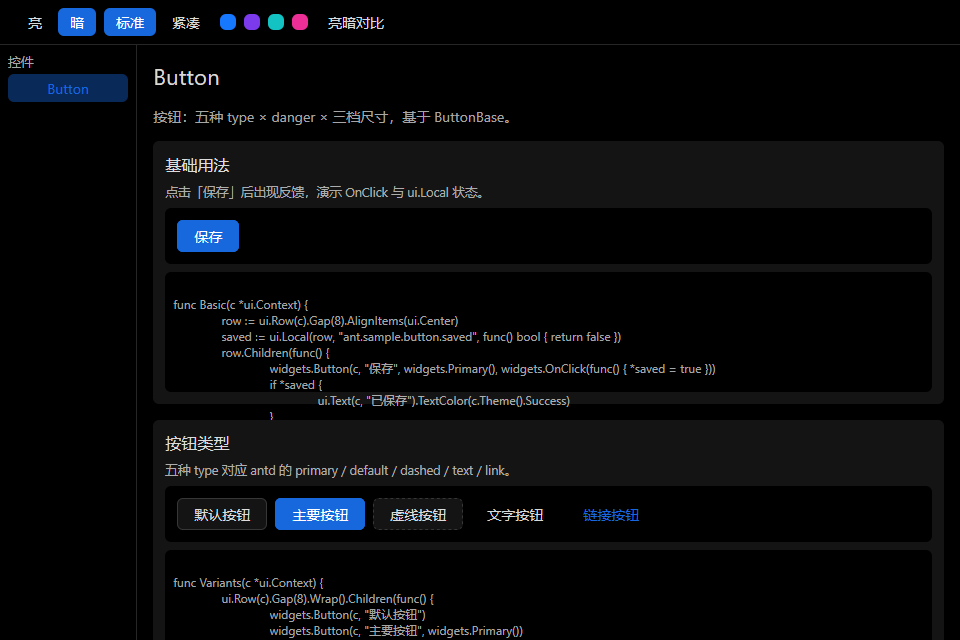 亮 暗 标准 紧凑 亮暗对比
控件
Button
Button
按钮：五种 type × danger × 三档尺寸，基于 ButtonBase。
基础用法
点击「保存」后出现反馈，演示 OnClick 与 ui.Local 状态。
保存
func Basic(c *ui.Context) {
row := ui.Row(c).Gap(8).AlignItems(ui.Center)
saved := ui.Local(row, "ant.sample.button.saved", func() bool { return false })
row.Children(func() {
widgets.Button(c, "保存", widgets.Primary(), widgets.OnClick(func() { *saved = true }))
if *saved {
ui.Text(c, "已保存").TextColor(c.Theme().Success)
}
按钮类型
五种 type 对应 antd 的 primary / default / dashed / text / link。
默认按钮 主要按钮 虚线按钮 文字按钮 链接按钮
func Variants(c *ui.Context) {
ui.Row(c).Gap(8).Wrap().Children(func() {
widgets.Button(c, "默认按钮")
widgets.Button(c, "主要按钮", widgets.Primary())